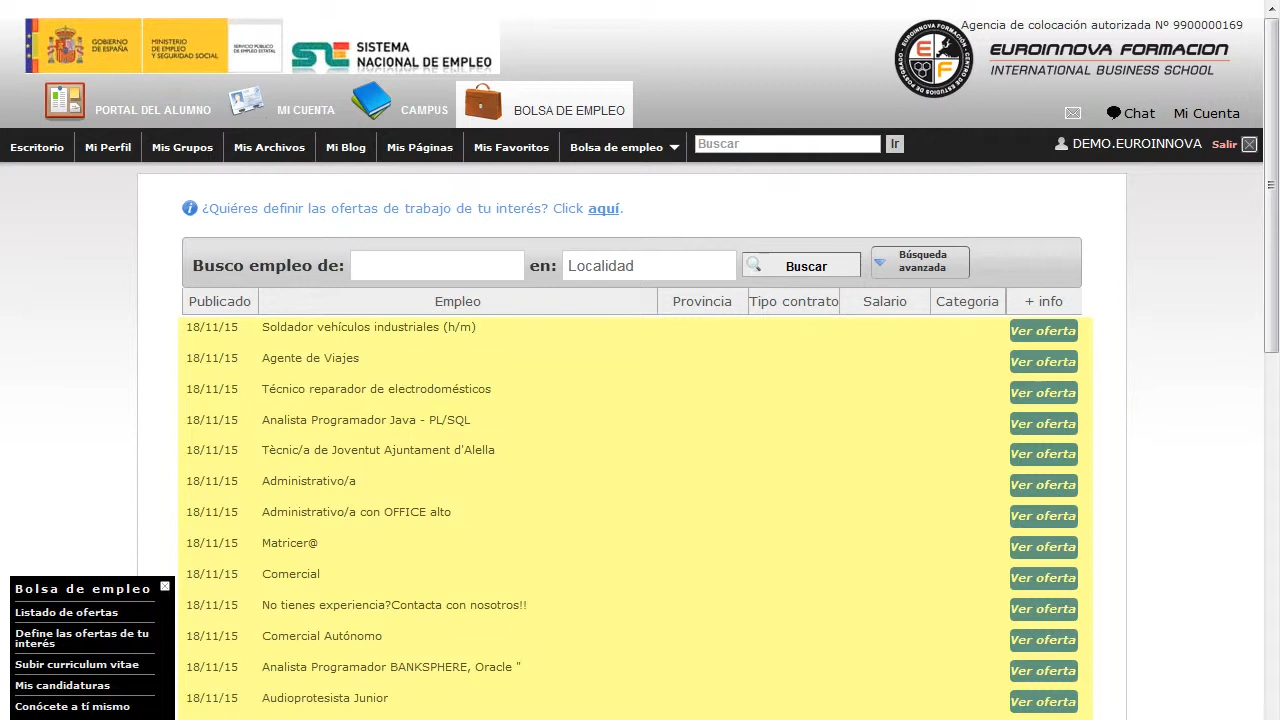 GOBIERNO DE ESPAÑA
MINISTERIO DE EMPLEO Y SEGURIDAD SOCIAL
SERVICIO PÚBLICO DE EMPLEO ESTATAL
SISTEMA NACIONAL DE EMPLEO
Agencia de colocación autorizada Nº 9900000169
EUROINNOVA FORMACION
INTERNATIONAL BUSINESS SCHOOL
PORTAL DEL ALUMNO
MI CUENTA
CAMPUS
BOLSA DE EMPLEO
Chat
Mi Cuenta
Escritorio
Mi Perfil
Mis Grupos
Mis Archivos
Mi Blog
Mis Páginas
Mis Favoritos
Bolsa de empleo
Buscar
Ir
DEMO.EUROINNOVA
Salir
¿Quiéres definir las ofertas de trabajo de tu interés? Click aquí.
Busco empleo de:
en:
Localidad
Buscar
Búsqueda avanzada
Publicado Empleo Provincia Tipo contrato Salario Categoria + info
18/11/15 Soldador vehículos industriales (h/m) Ver oferta
18/11/15 Agente de Viajes Ver oferta
18/11/15 Técnico reparador de electrodomésticos Ver oferta
18/11/15 Analista Programador Java - PL/SQL Ver oferta
18/11/15 Tècnic/a de Joventut Ajuntament d'Alella Ver oferta
18/11/15 Administrativo/a Ver oferta
18/11/15 Administrativo/a con OFFICE alto Ver oferta
18/11/15 Matricer@ Ver oferta
18/11/15 Comercial Ver oferta
18/11/15 No tienes experiencia?Contacta con nosotros!! Ver oferta
18/11/15 Comercial Autónomo Ver oferta
18/11/15 Analista Programador BANKSPHERE, Oracle " Ver oferta
18/11/15 Audioprotesista Junior Ver oferta
Bolsa de empleo
Listado de ofertas
Define las ofertas de tu interés
Subir curriculum vitae
Mis candidaturas
Conócete a tí mismo